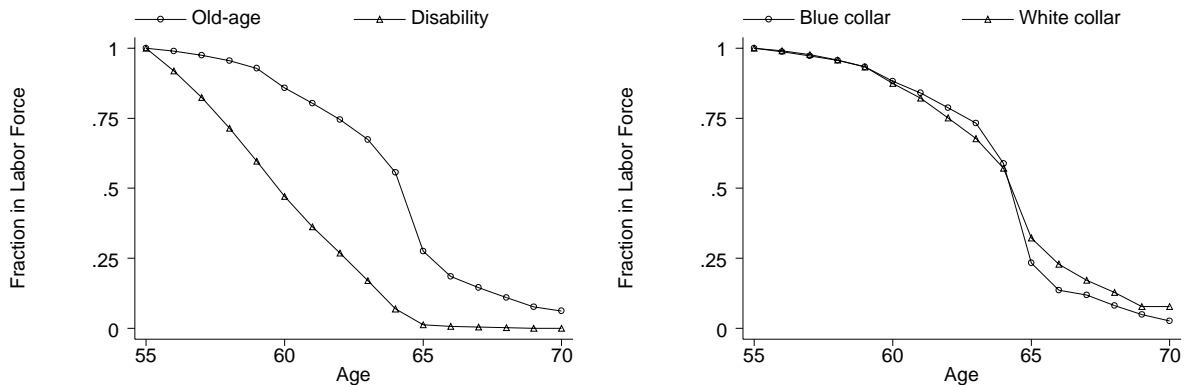 Old-age Disability
Fraction in Labor Force
1
.75
.5
.25
0
55 60 65 70
Age
Blue collar White collar
Fraction in Labor Force
1
.75
.5
.25
0
55 60 65 70
Age